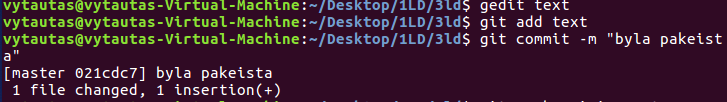 vytautas@vytautas-Virtual-Machine:~/Desktop/1LD/3ld$ gedit text
vytautas@vytautas-Virtual-Machine:~/Desktop/1LD/3ld$ git add text
vytautas@vytautas-Virtual-Machine:~/Desktop/1LD/3ld$ git commit -m "byla pakeist
a"
[master 021cdc7] byla pakeista
 1 file changed, 1 insertion(+)